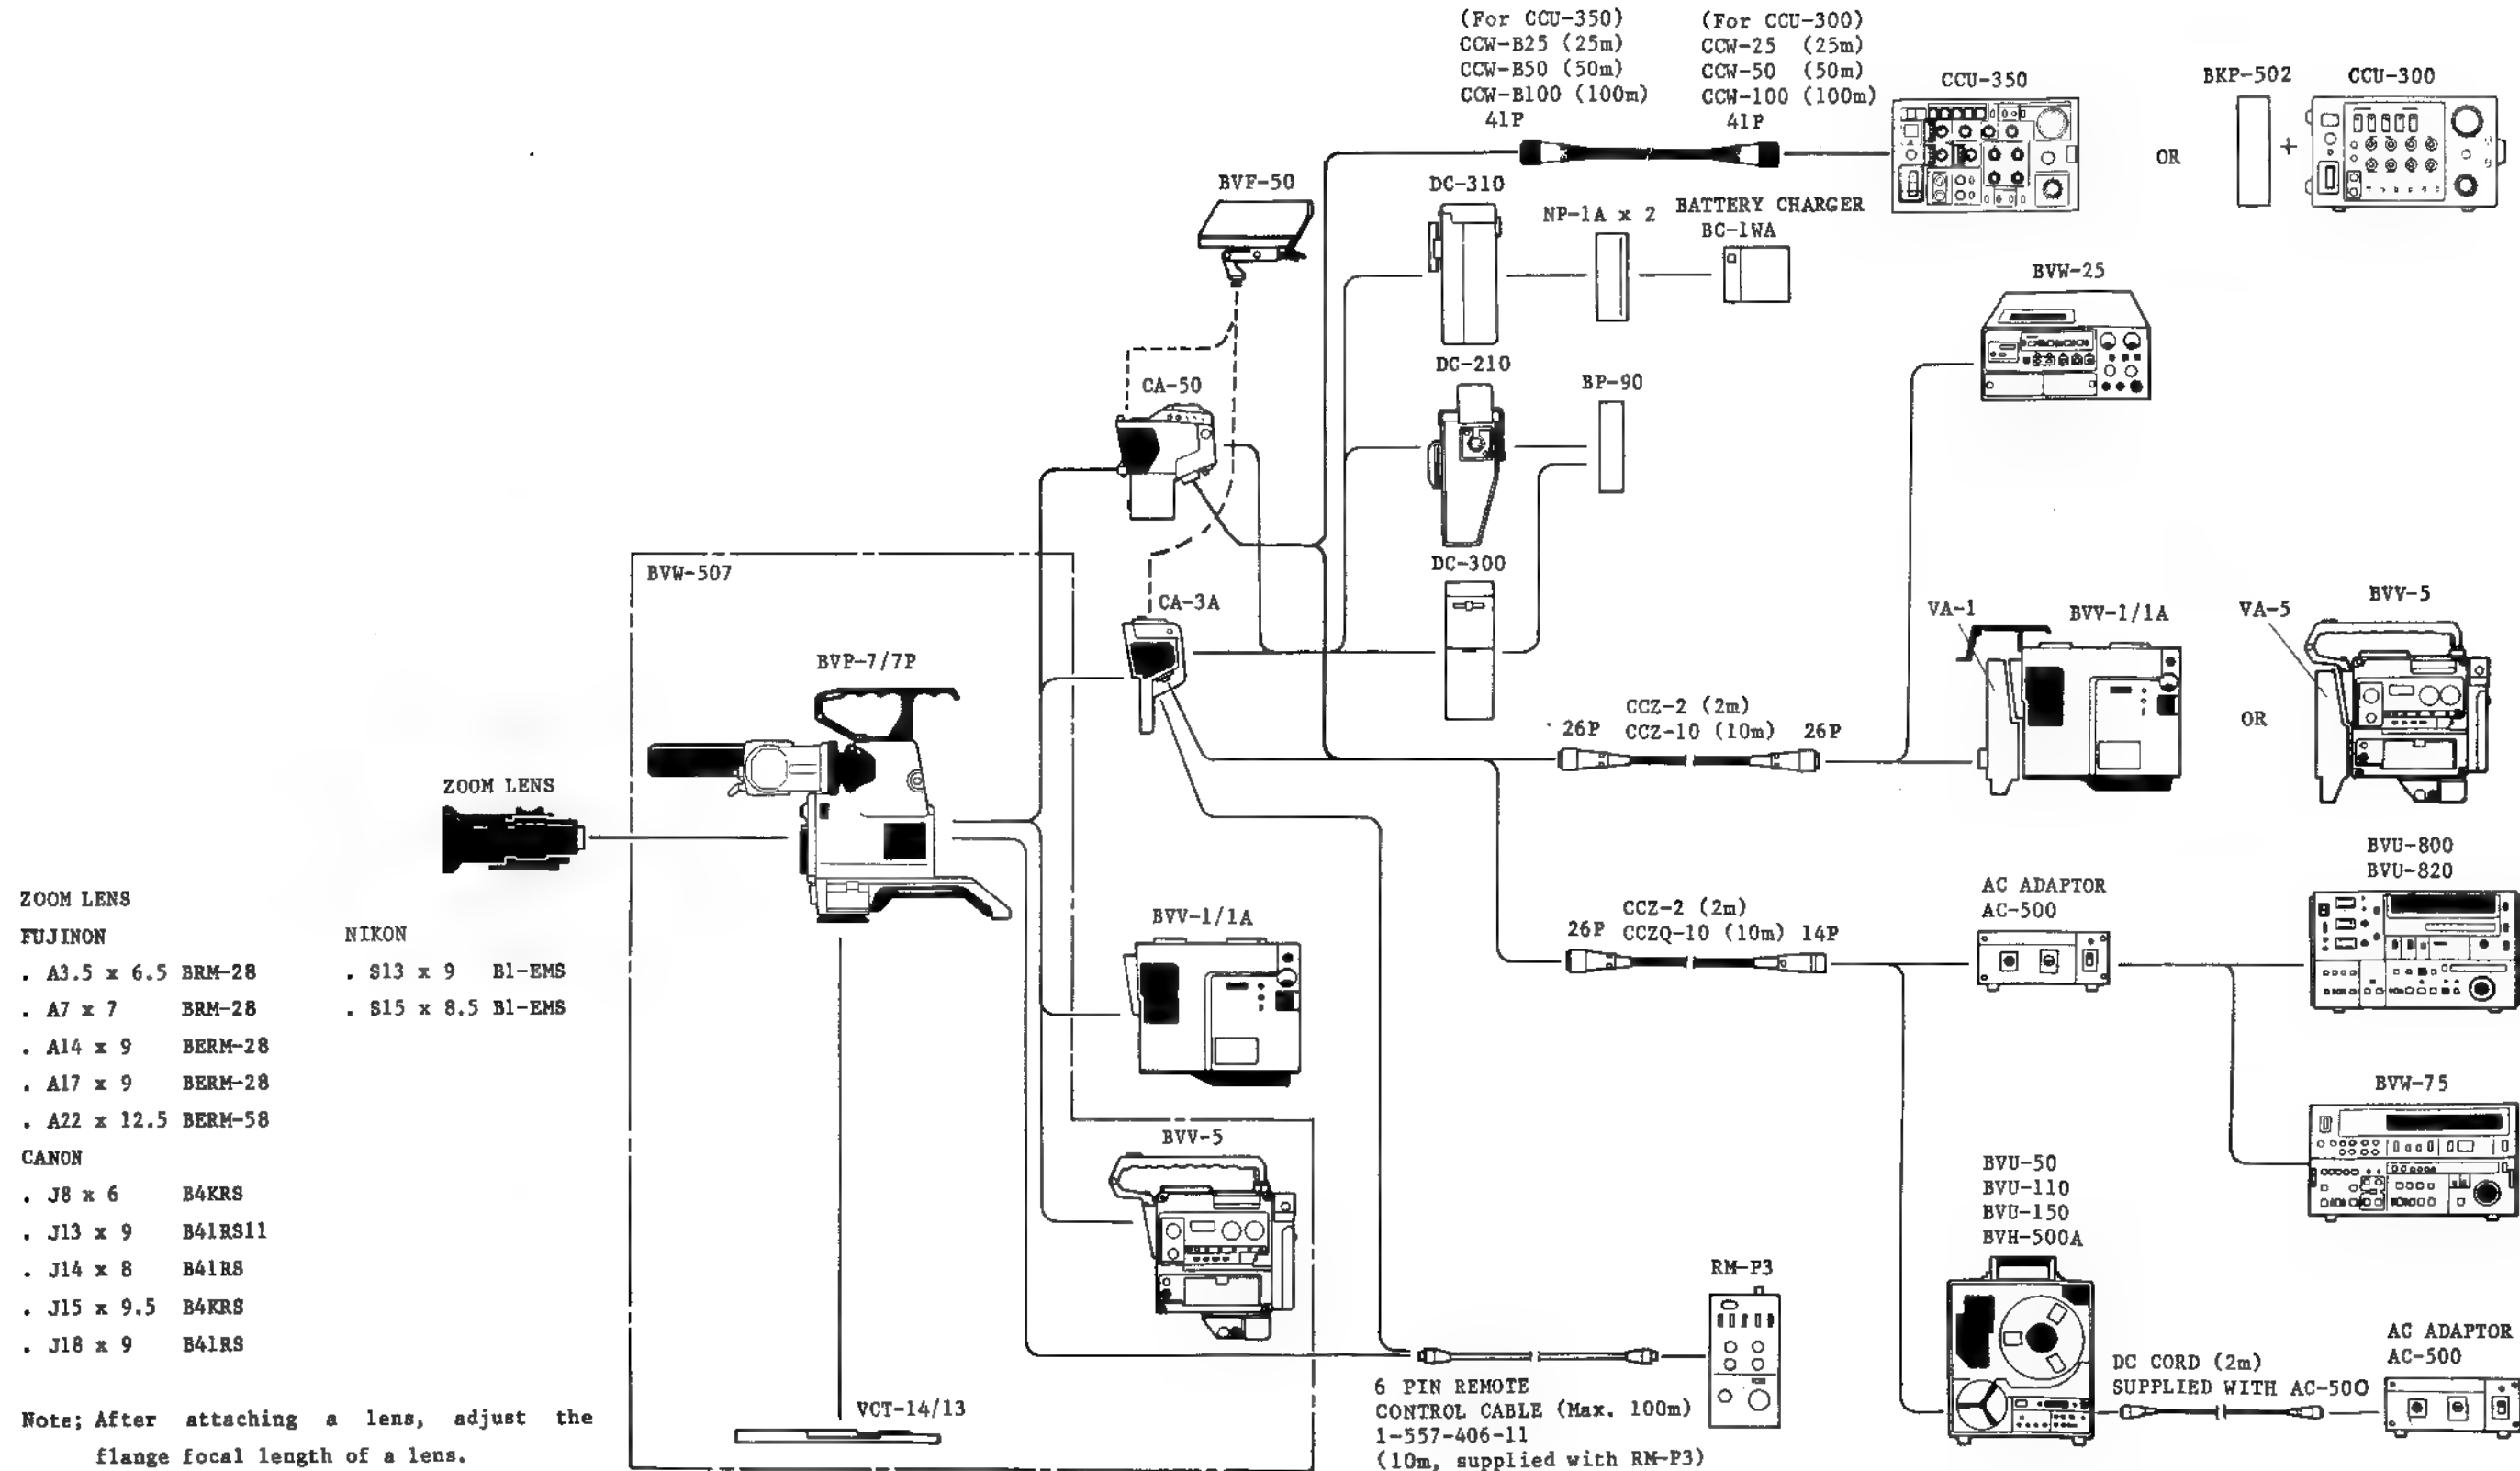 (For CCU-350)
CCW-B25 (25m)
CCW-B50 (50m)
CCW-B100 (100m)
41P
(For CCU-300)
CCW-25 (25m)
CCW-50 (50m)
CCW-100 (100m)
41P
CCU-350
OR
BKP-502
+
CCU-300
BVF-50
DC-310
NP-1A x 2
BATTERY CHARGER
BC-1WA
BVW-25
CA-50
DC-210
BP-90
DC-300
BVW-507
CA-3A
VA-1
BVV-1/1A
OR
VA-5
BVV-5
BVP-7/7P
26P
CCZ-2 (2m)
CCZ-10 (10m)
26P
ZOOM LENS
BVU-800
BVU-820
AC ADAPTOR
AC-500
BVV-1/1A
26P
CCZ-2 (2m)
CCZQ-10 (10m)
14P
BVW-75
BVV-5
BVU-50
BVU-110
BVU-150
BVH-500A
RM-P3
AC ADAPTOR
AC-500
DC CORD (2m)
SUPPLIED WITH AC-500
6 PIN REMOTE
CONTROL CABLE (Max. 100m)
1-557-406-11
(10m, supplied with RM-P3)
VCT-14/13
ZOOM LENS
FUJINON
. A3.5 x 6.5 BRM-28
. A7 x 7 BRM-28
. A14 x 9 BERM-28
. A17 x 9 BERM-28
. A22 x 12.5 BERM-58
CANON
. J8 x 6 B4KRS
. J13 x 9 B41RS11
. J14 x 8 B41RS
. J15 x 9.5 B4KRS
. J18 x 9 B41RS
NIKON
. S13 x 9 B1-EMS
. S15 x 8.5 B1-EMS
Note; After attaching a lens, adjust the
flange focal length of a lens.